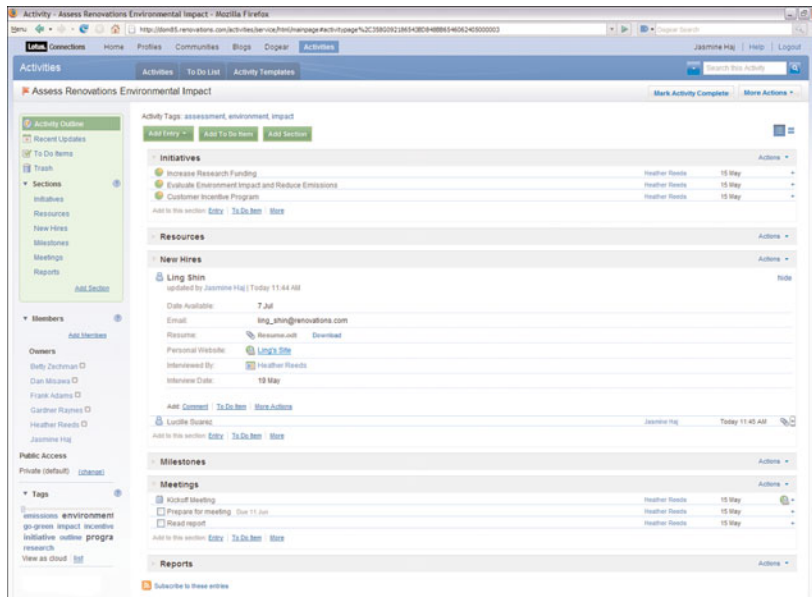 Activity - Assess Renovations Environmental Impact - Mozilla Firefox
Menu
Dogear Search
Lotus. Connections Home Profiles Communities Blogs Dogear Activities Jasmine Haj | Help | Logout
Activities Activities To Do List Activity Templates Search this Activity
Assess Renovations Environmental Impact Mark Activity Complete More Actions
Activity Outline
Recent Updates
To Do Items
Trash
Sections
Initiatives
Resources
New Hires
Milestones
Meetings
Reports
Add Section
Members
Add Members
Owners
Betty Zechman
Dan Misawa
Frank Adams
Gardner Raynes
Heather Reeds
Jasmine Haj
Public Access
Private (default) (change)
Tags
emissions environment
go-green impact incentive
initiative outline progra
research
View as cloud list
Activity Tags: assessment, environment, impact
Add Entry Add To Do Item Add Section
Initiatives Actions
Increase Research Funding Heather Reeds 15 May
Evaluate Environment Impact and Reduce Emissions Heather Reeds 15 May
Customer Incentive Program Heather Reeds 15 May
Add to this section: Entry | To Do Item | More
Resources Actions
New Hires Actions
Ling Shin Hide
updated by Jasmine Haj | Today 11:44 AM
Date Available: 7 Jul
Email: ling_shin@renovations.com
Resume: Resume.odt Download
Personal Website: Ling's Site
Interviewed By: Heather Reeds
Interview Date: 10 May
Add: Comment | To Do Item | More Actions
Lucille Suarez Jasmine Haj Today 11:45 AM
Add to this section: Entry | To Do Item | More
Milestones Actions
Meetings Actions
Kickoff Meeting Heather Reeds 15 May
Prepare for meeting Due 11 Jun Heather Reeds 15 May
Read report Heather Reeds 15 May
Add to this section: Entry | To Do Item | More
Reports Actions
Subscribe to these entries